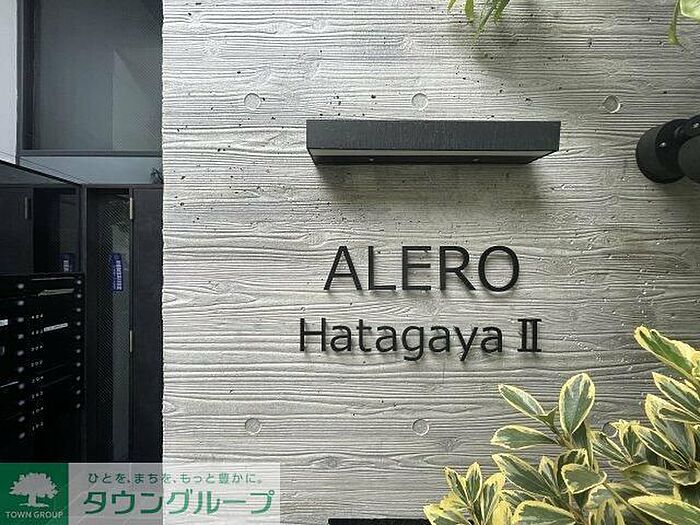 ALERO
Hatagaya Ⅱ
ひとを、まちを、もっと豊かに。
タウングループ
TOWN GROUP